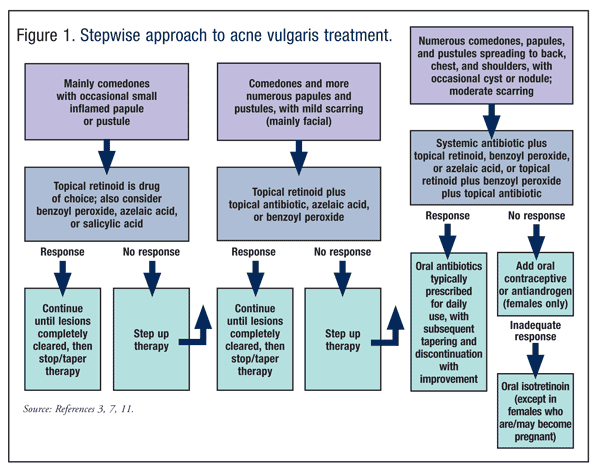 Figure 1. Stepwise approach to acne vulgaris treatment.
Mainly comedones
with occasional small
inflamed papule
or pustule
Topical retinoid is drug
of choice; also consider
benzoyl peroxide, azelaic acid,
or salicylic acid
Response
No response
Continue
until lesions
completely
cleared, then
stop/taper
therapy
Step up
therapy
Comedones and more
numerous papules and
pustules, with mild scarring
(mainly facial)
Topical retinoid plus
topical antibiotic, azelaic acid,
or benzoyl peroxide
Response
No response
Continue
until lesions
completely
cleared, then
stop/taper
therapy
Step up
therapy
Numerous comedones, papules,
and pustules spreading to back,
chest, and shoulders, with
occasional cyst or nodule;
moderate scarring
Systemic antibiotic plus
topical retinoid, benzoyl peroxide,
or azelaic acid, or topical
retinoid plus benzoyl peroxide
plus topical antibiotic
Response
No response
Oral antibiotics
typically
prescribed
for daily
use, with
subsequent
tapering and
discontinuation
with
improvement
Add oral
contraceptive
or antiandrogen
(females only)
Inadequate
response
Oral isotretinoin
(except in
females who
are/may become
pregnant)
Source: References 3, 7, 11.